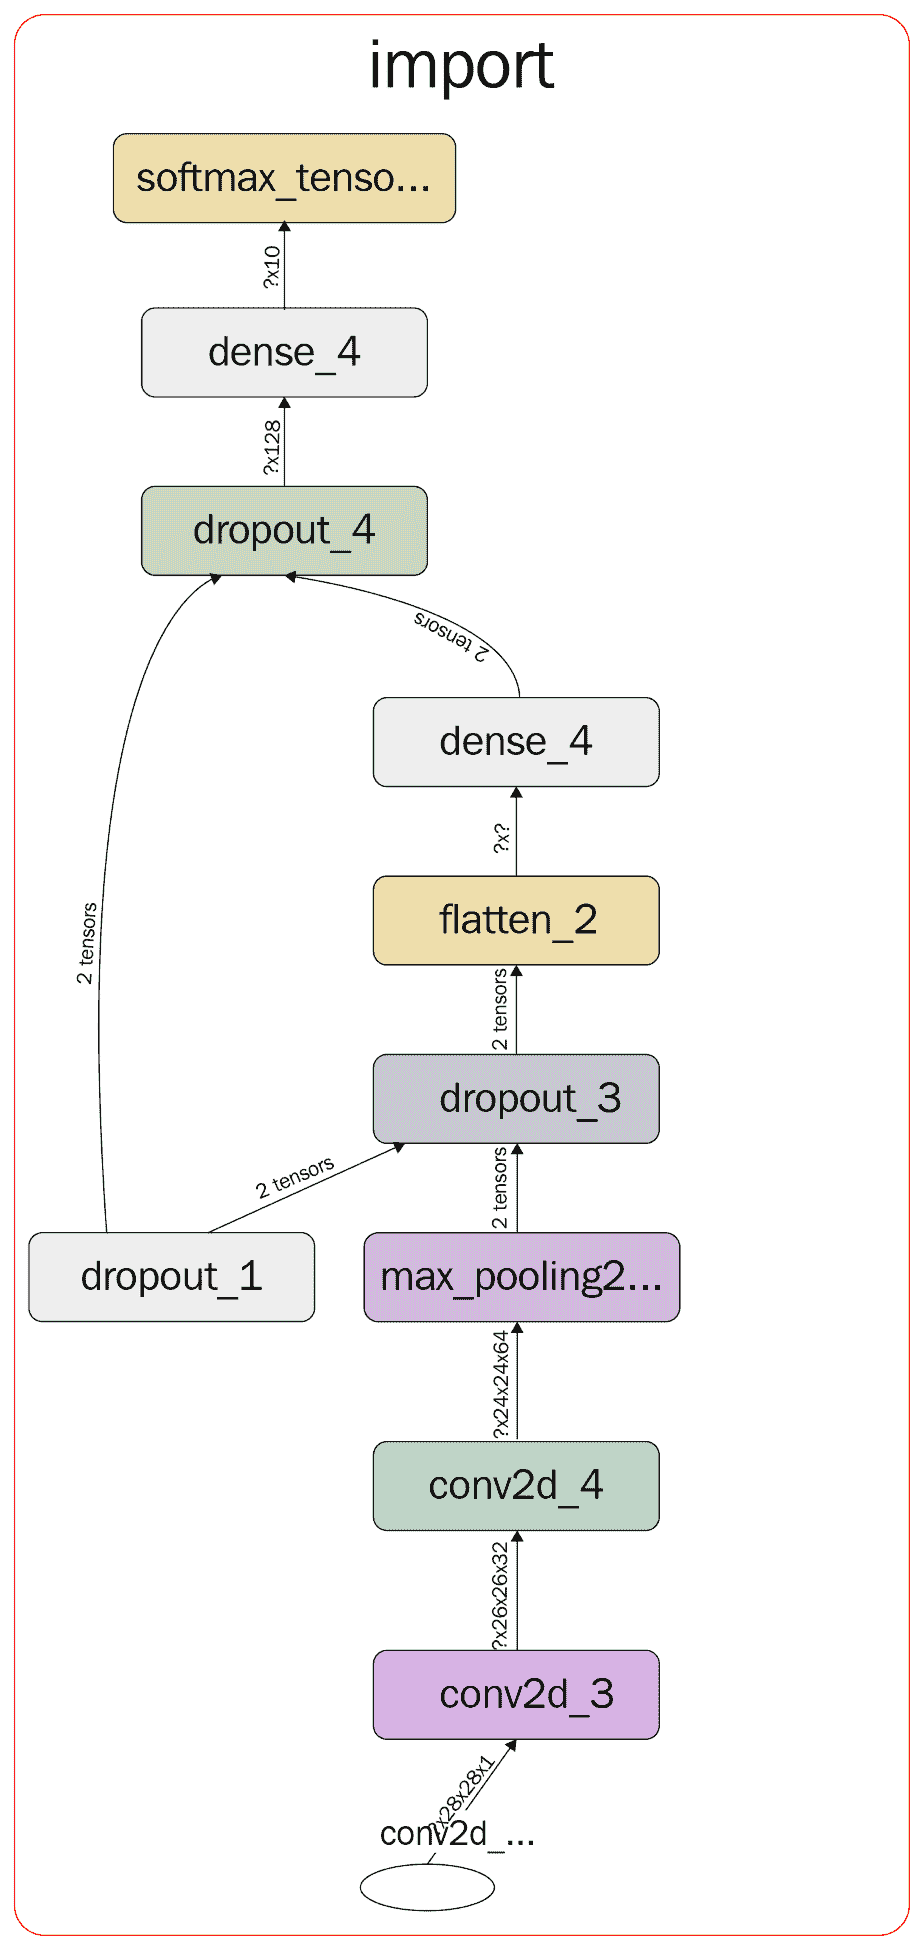 import
softmax_tenso...
?x10
dense_4
?x128
dropout_4
2 tensors
dense_4
?x?
flatten_2
2 tensors
2 tensors
dropout_3
2 tensors
2 tensors
dropout_1
max_pooling2...
?x24x24x64
conv2d_4
?x26x26x32
conv2d_3
?x28x28x1
conv2d_...